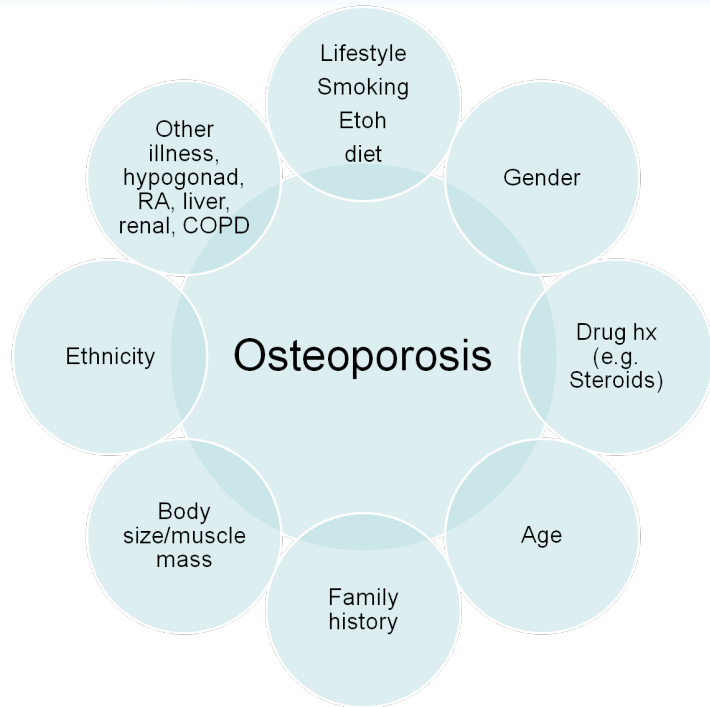 Lifestyle
Smoking
Etoh
diet
Gender
Drug hx
(e.g.
Steroids)
Age
Family
history
Body
size/muscle
mass
Ethnicity
Other
illness,
hypogonad,
RA, liver,
renal, COPD
Osteoporosis